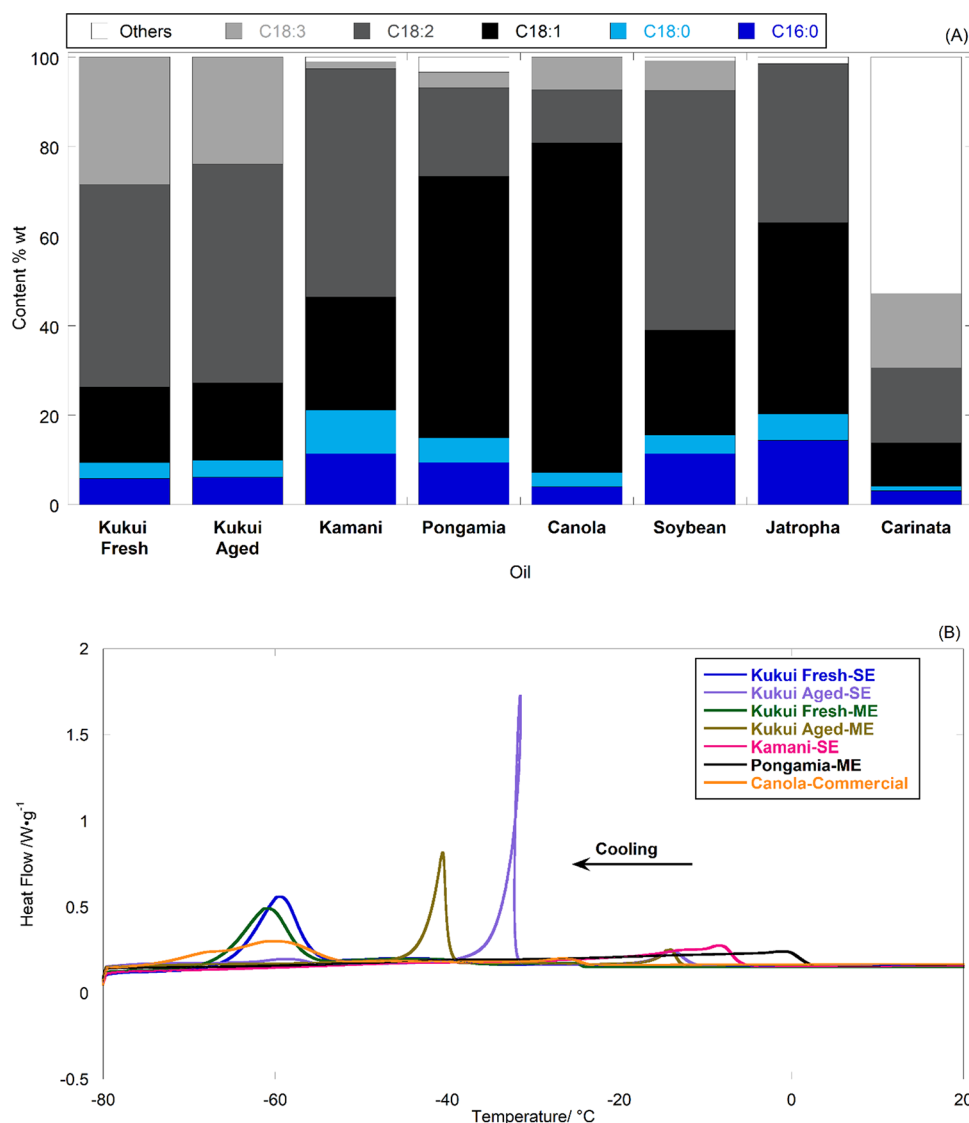 Others C18:3 C18:2 C18:1 C18:0 C16:0
(A)
100
80
60
40
20
0
Content % wt
Kukui Fresh
Kukui Aged
Kamani
Pongamia
Canola
Soybean
Jatropha
Carinata
Oil
(B)
2
1.5
1
0.5
0
-0.5
Heat Flow /W•g-1
Kukui Fresh-SE
Kukui Aged-SE
Kukui Fresh-ME
Kukui Aged-ME
Kamani-SE
Pongamia-ME
Canola-Commercial
Cooling
-80 -60 -40 -20 0 20
Temperature/ °C